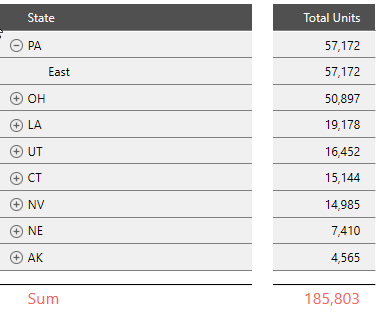 State Total Units
PA 57,172
East 57,172
OH 50,897
LA 19,178
UT 16,452
CT 15,144
NV 14,985
NE 7,410
AK 4,565
Sum 185,803